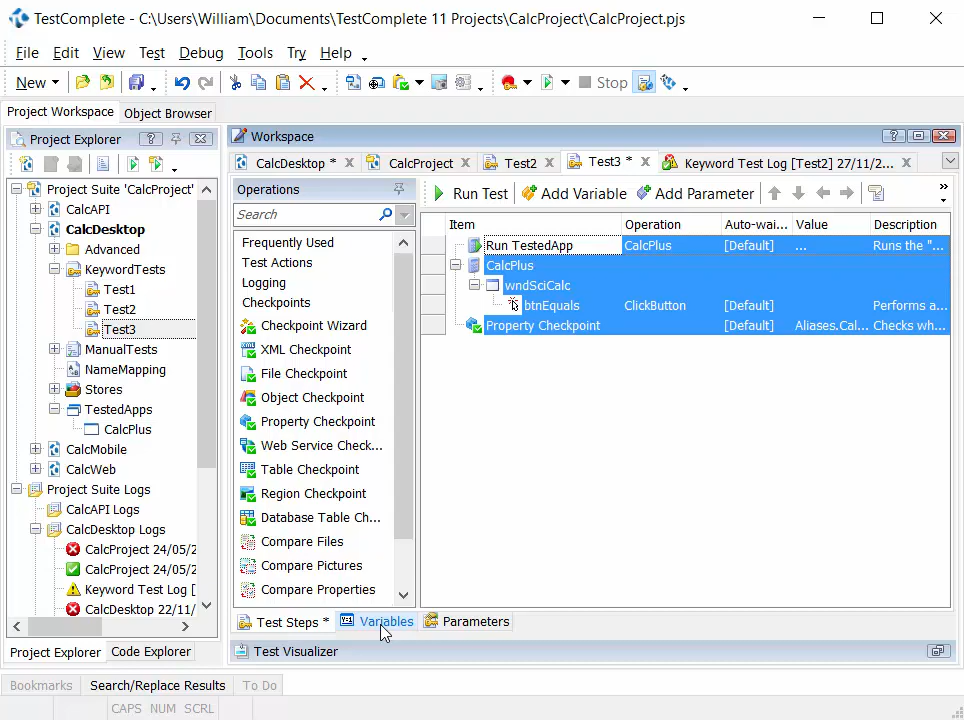 TestComplete - C:\Users\William\Documents\TestComplete 11 Projects\CalcProject\CalcProject.pjs
File Edit View Test Debug Tools Try Help
New Stop
Project Workspace Object Browser
Project Explorer
Project Suite 'CalcProject'
CalcAPI
CalcDesktop
Advanced
KeywordTests
Test1
Test2
Test3
ManualTests
NameMapping
Stores
TestedApps
CalcPlus
CalcMobile
CalcWeb
Project Suite Logs
CalcAPI Logs
CalcDesktop Logs
CalcProject 24/05/2
CalcProject 24/05/2
Keyword Test Log [
CalcDesktop 22/11/
Project Explorer Code Explorer
Workspace
CalcDesktop * CalcProject Test2 Test3 * Keyword Test Log [Test2] 27/11/2...
Operations
Search
Frequently Used
Test Actions
Logging
Checkpoints
Checkpoint Wizard
XML Checkpoint
File Checkpoint
Object Checkpoint
Property Checkpoint
Web Service Check...
Table Checkpoint
Region Checkpoint
Database Table Ch...
Compare Files
Compare Pictures
Compare Properties
Run Test Add Variable Add Parameter
Item Operation Auto-wai... Value Description
Run TestedApp CalcPlus [Default] ... Runs the "...
CalcPlus
wndSciCalc
btnEquals ClickButton [Default] Performs a...
Property Checkpoint [Default] Aliases.Cal... Checks wh...
Test Steps * Variables Parameters
Test Visualizer
Bookmarks Search/Replace Results To Do
CAPS NUM SCRL